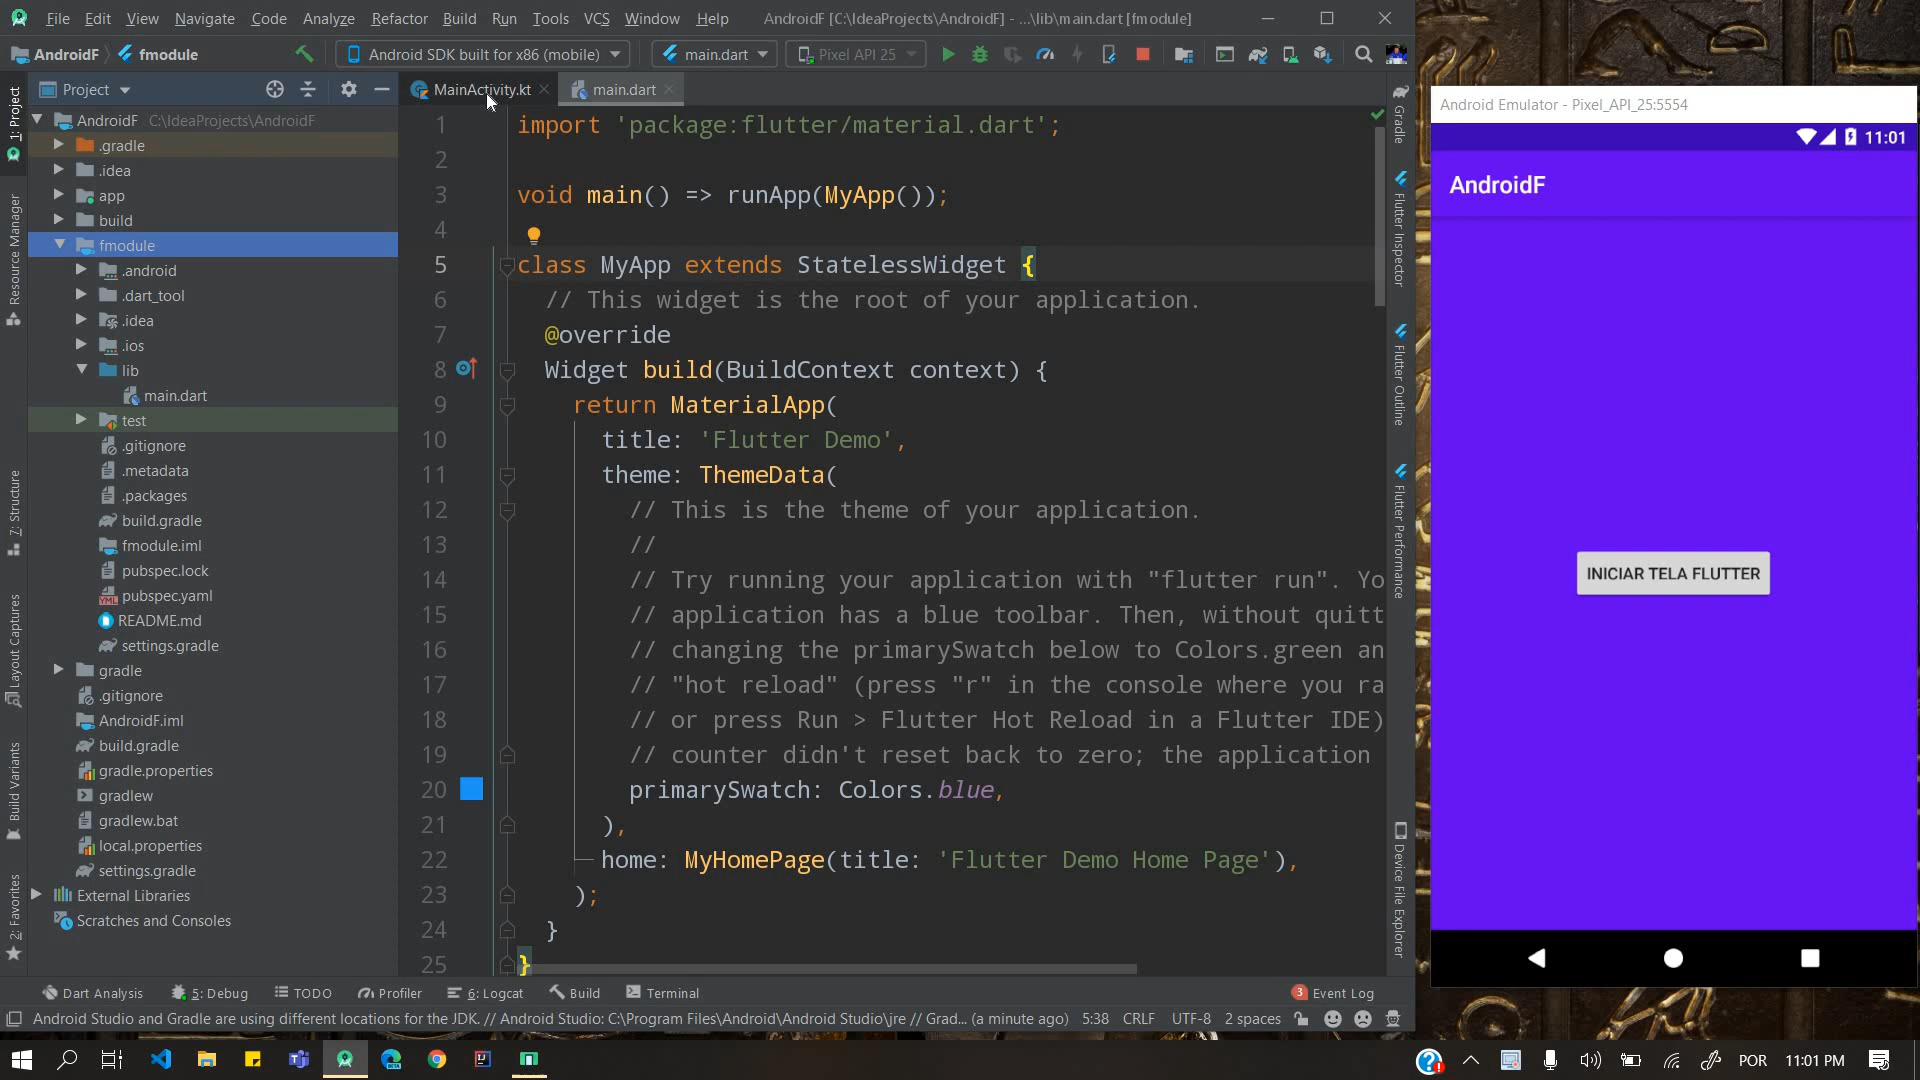 File Edit View Navigate Code Analyze Refactor Build Run Tools VCS Window Help AndroidF [C:\IdeaProjects\AndroidF] - ...\lib\main.dart [fmodule]
AndroidF fmodule Android SDK built for x86 (mobile) main.dart Pixel API 25
Project MainActivity.kt main.dart
AndroidF C:\IdeaProjects\AndroidF
.gradle
.idea
app
build
fmodule
.android
.dart_tool
.idea
.ios
lib
main.dart
test
.gitignore
.metadata
.packages
build.gradle
fmodule.iml
pubspec.lock
pubspec.yaml
README.md
settings.gradle
gradle
.gitignore
AndroidF.iml
build.gradle
gradle.properties
gradlew
gradlew.bat
local.properties
settings.gradle
External Libraries
Scratches and Consoles
1: Project
Resource Manager
7: Structure
Layout Captures
Build Variants
2: Favorites
1 import 'package:flutter/material.dart';
2
3 void main() => runApp(MyApp());
4
5 class MyApp extends StatelessWidget {
6 // This widget is the root of your application.
7 @override
8 Widget build(BuildContext context) {
9 return MaterialApp(
10 title: 'Flutter Demo',
11 theme: ThemeData(
12 // This is the theme of your application.
13 //
14 // Try running your application with "flutter run". Yo
15 // application has a blue toolbar. Then, without quitt
16 // changing the primarySwatch below to Colors.green an
17 // "hot reload" (press "r" in the console where you ra
18 // or press Run > Flutter Hot Reload in a Flutter IDE)
19 // counter didn't reset back to zero; the application
20 primarySwatch: Colors.blue,
21 ),
22 home: MyHomePage(title: 'Flutter Demo Home Page'),
23 );
24 }
25 }
Gradle
Flutter Inspector
Flutter Outline
Flutter Performance
Device File Explorer
Android Emulator - Pixel_API_25:5554
11:01
AndroidF
INICIAR TELA FLUTTER
Dart Analysis 5: Debug TODO Profiler 6: Logcat Build Terminal 3 Event Log
Android Studio and Gradle are using different locations for the JDK. // Android Studio: C:\Program Files\Android\Android Studio\jre // Grad... (a minute ago) 5:38 CRLF UTF-8 2 spaces
POR 11:01 PM